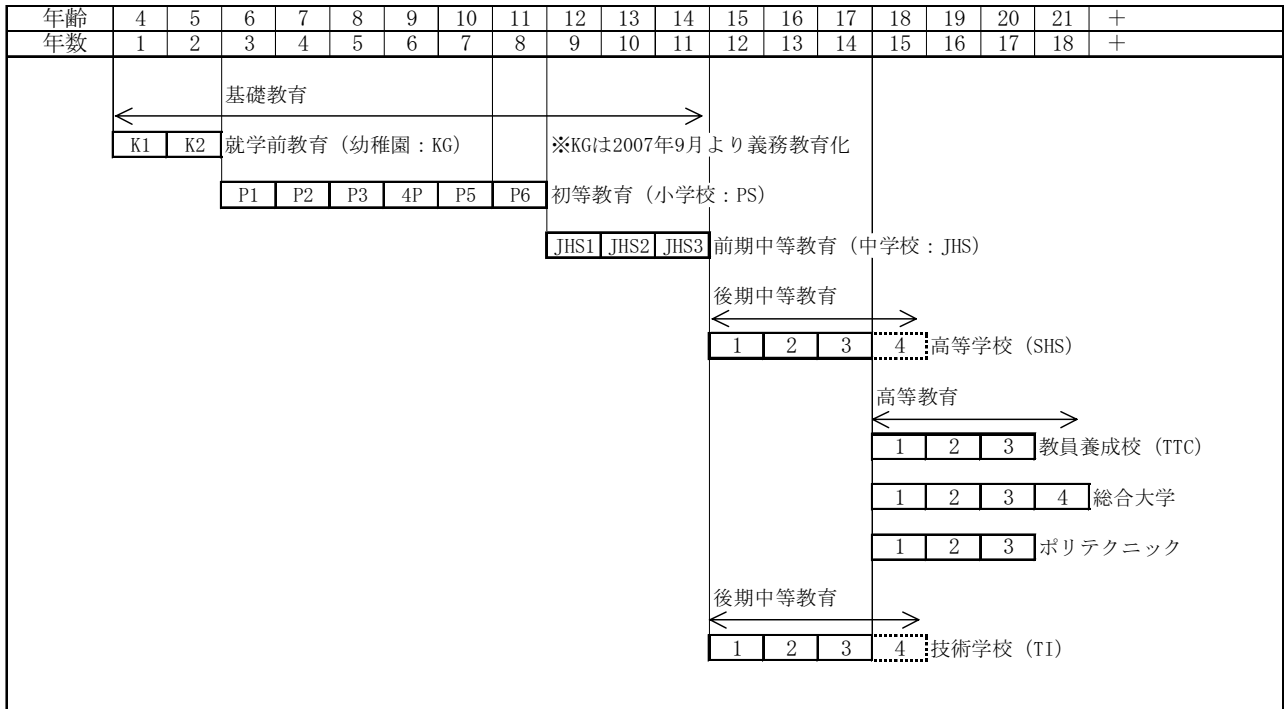 年齢 4 5 6 7 8 9 10 11 12 13 14 15 16 17 18 19 20 21 +
年数 1 2 3 4 5 6 7 8 9 10 11 12 13 14 15 16 17 18 +
基礎教育
K1 K2 就学前教育（幼稚園：KG） ※KGは2007年9月より義務教育化
P1 P2 P3 4P P5 P6 初等教育（小学校：PS）
JHS1 JHS2 JHS3 前期中等教育（中学校：JHS）
後期中等教育
1 2 3 4 高等学校（SHS）
高等教育
1 2 3 教員養成校（TTC）
1 2 3 4 総合大学
1 2 3 ポリテクニック
後期中等教育
1 2 3 4 技術学校（TI）